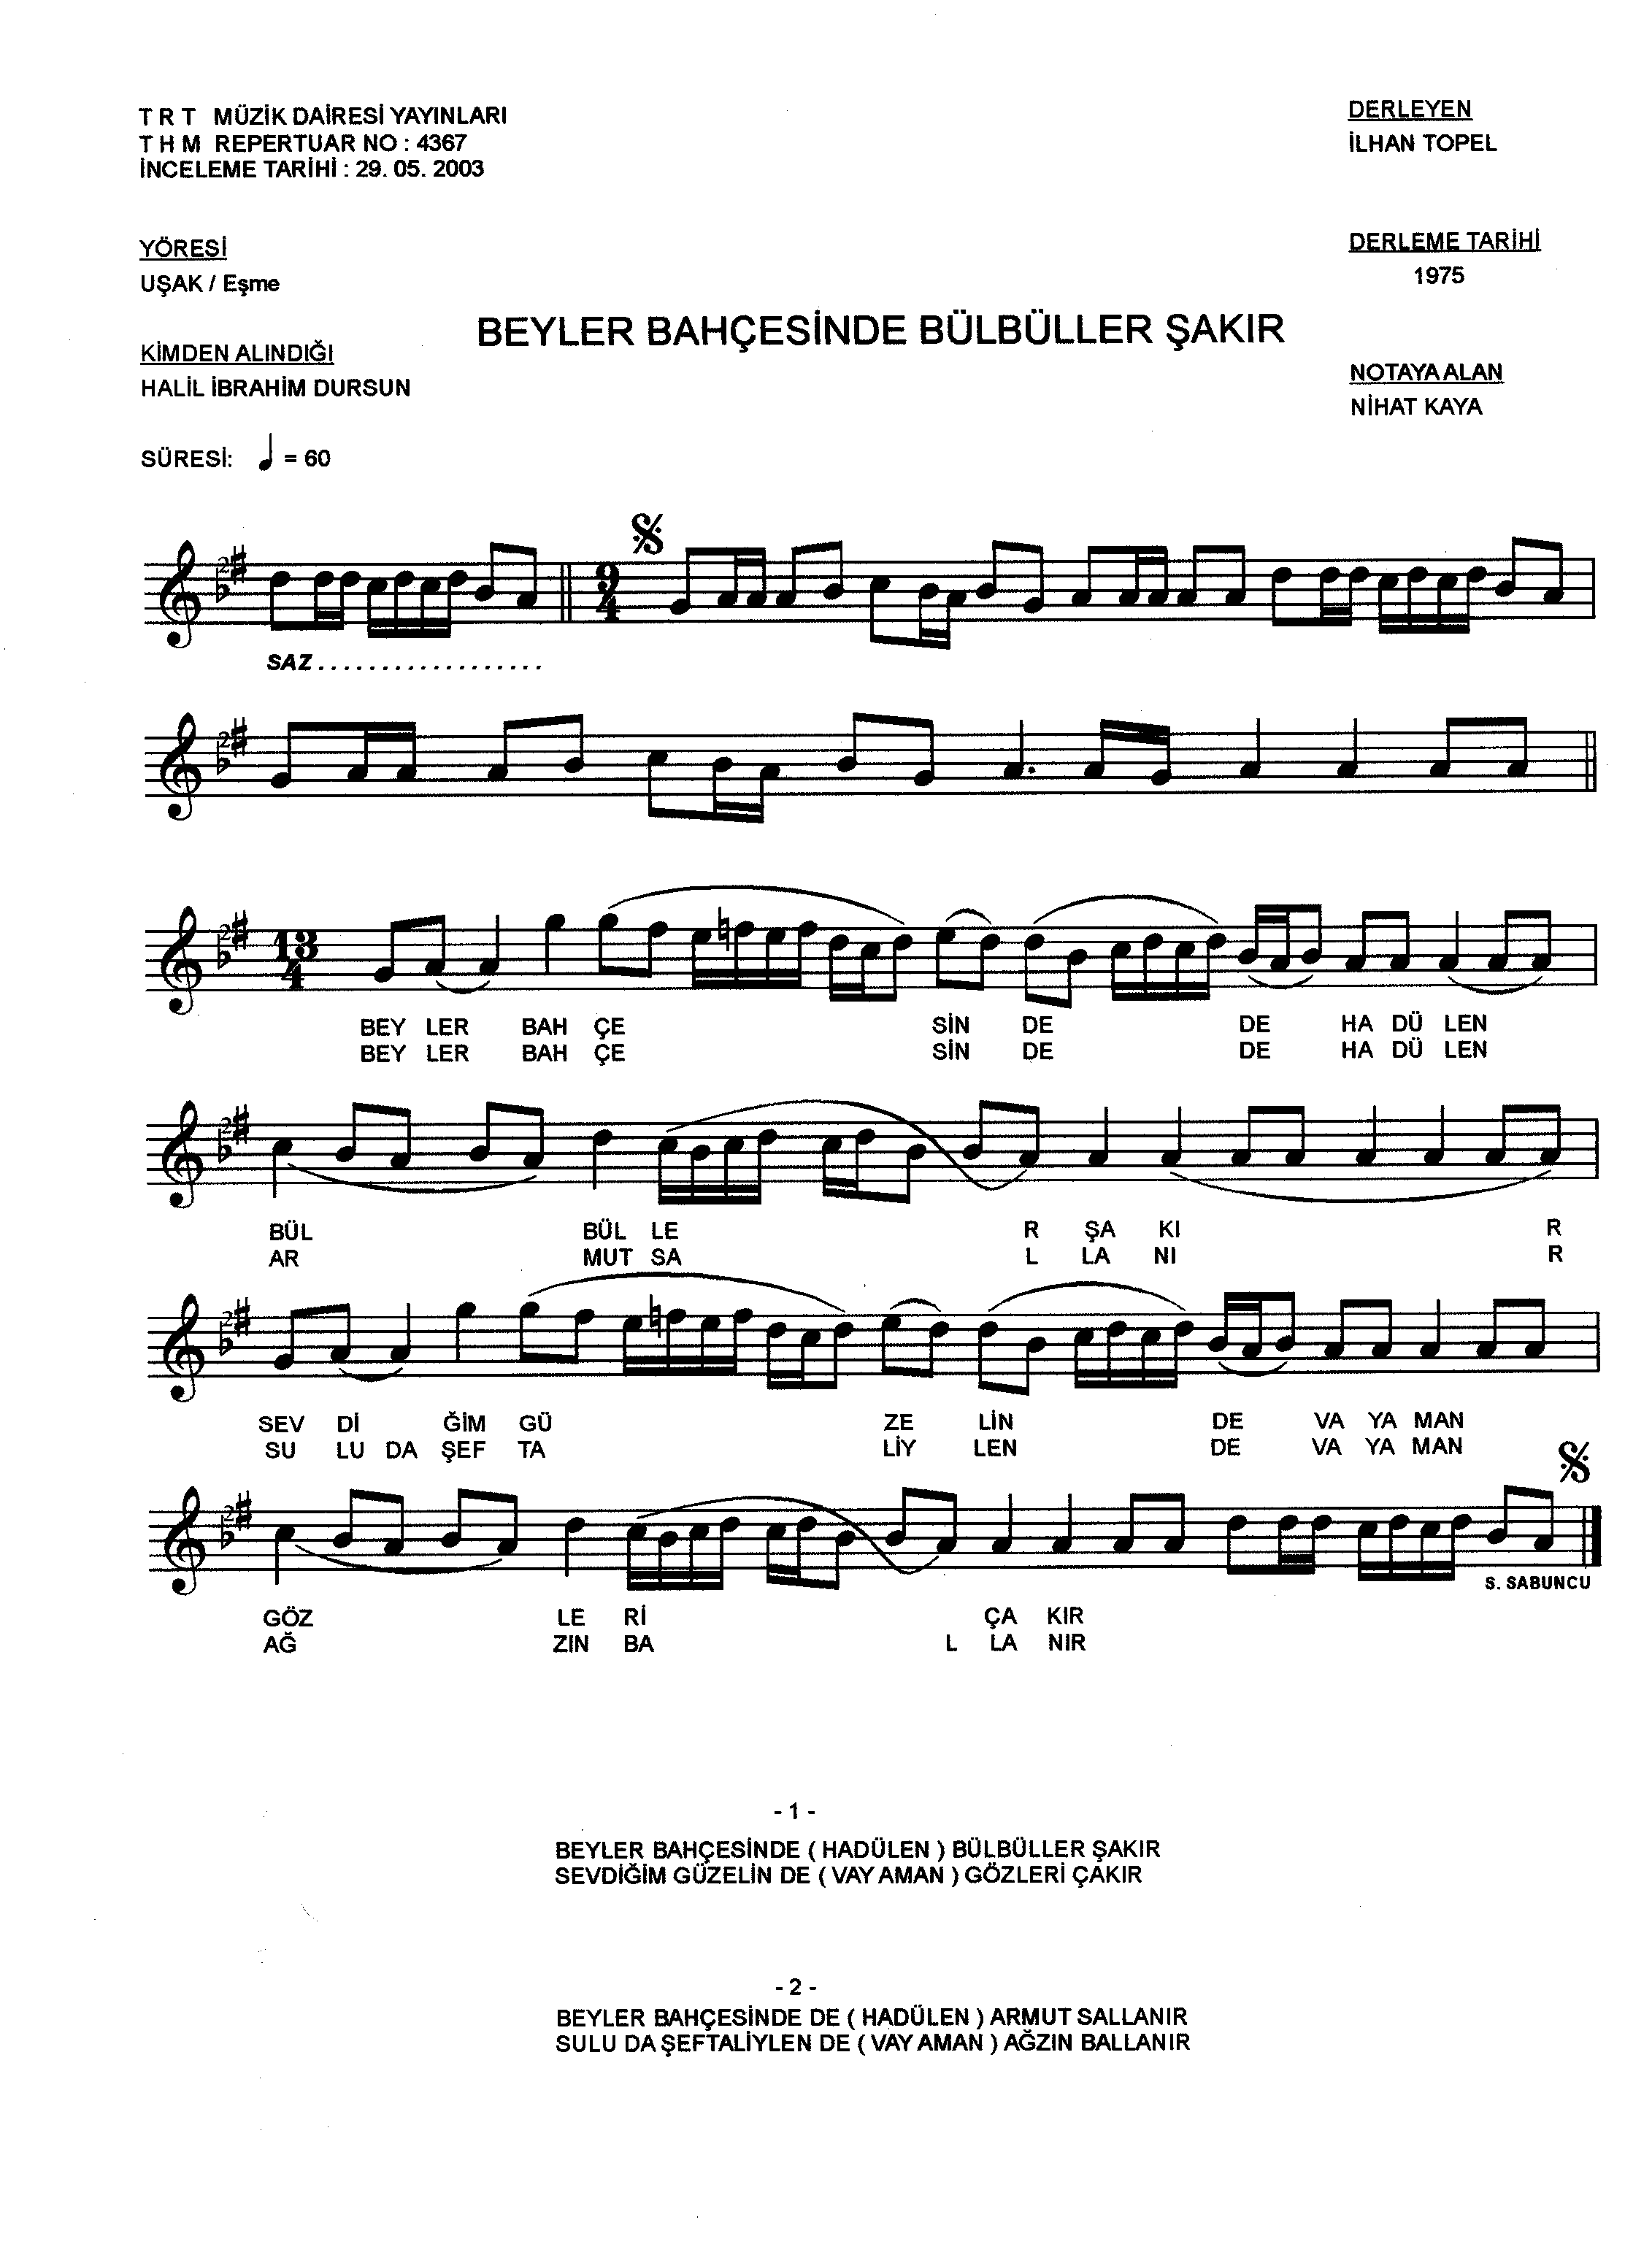 T R T MÜZİK DAİRESİ YAYINLARI
T H M REPERTUAR NO : 4367
İNCELEME TARİHİ : 29. 05. 2003
DERLEYEN
İLHAN TOPEL
YÖRESİ
UŞAK / Eşme
DERLEME TARİHİ
1975
BEYLER BAHÇESİNDE BÜLBÜLLER ŞAKIR
KİMDEN ALINDIĞI
HALİL İBRAHİM DURSUN
NOTAYA ALAN
NİHAT KAYA
SÜRESİ: = 60
SAZ . . . . . . . . . . . . . . . . . .
BEY LER BAH ÇE SİN DE DE HA DÜ LEN
BEY LER BAH ÇE SİN DE DE HA DÜ LEN
BÜL BÜL LE R ŞA KI R
AR MUT SA L LA NI R
SEV Dİ ĞİM GÜ ZE LİN DE VA YA MAN
SU LU DA ŞEF TA LİY LEN DE VA YA MAN
S. SABUNCU
GÖZ LE Rİ ÇA KIR
AĞ ZIN BA L LA NIR
- 1 -
BEYLER BAHÇESİNDE ( HADÜLEN ) BÜLBÜLLER ŞAKIR
SEVDİĞİM GÜZELİN DE ( VAY AMAN ) GÖZLERİ ÇAKIR
- 2 -
BEYLER BAHÇESİNDE DE ( HADÜLEN ) ARMUT SALLANIR
SULU DA ŞEFTALİYLEN DE ( VAY AMAN ) AĞZIN BALLANIR